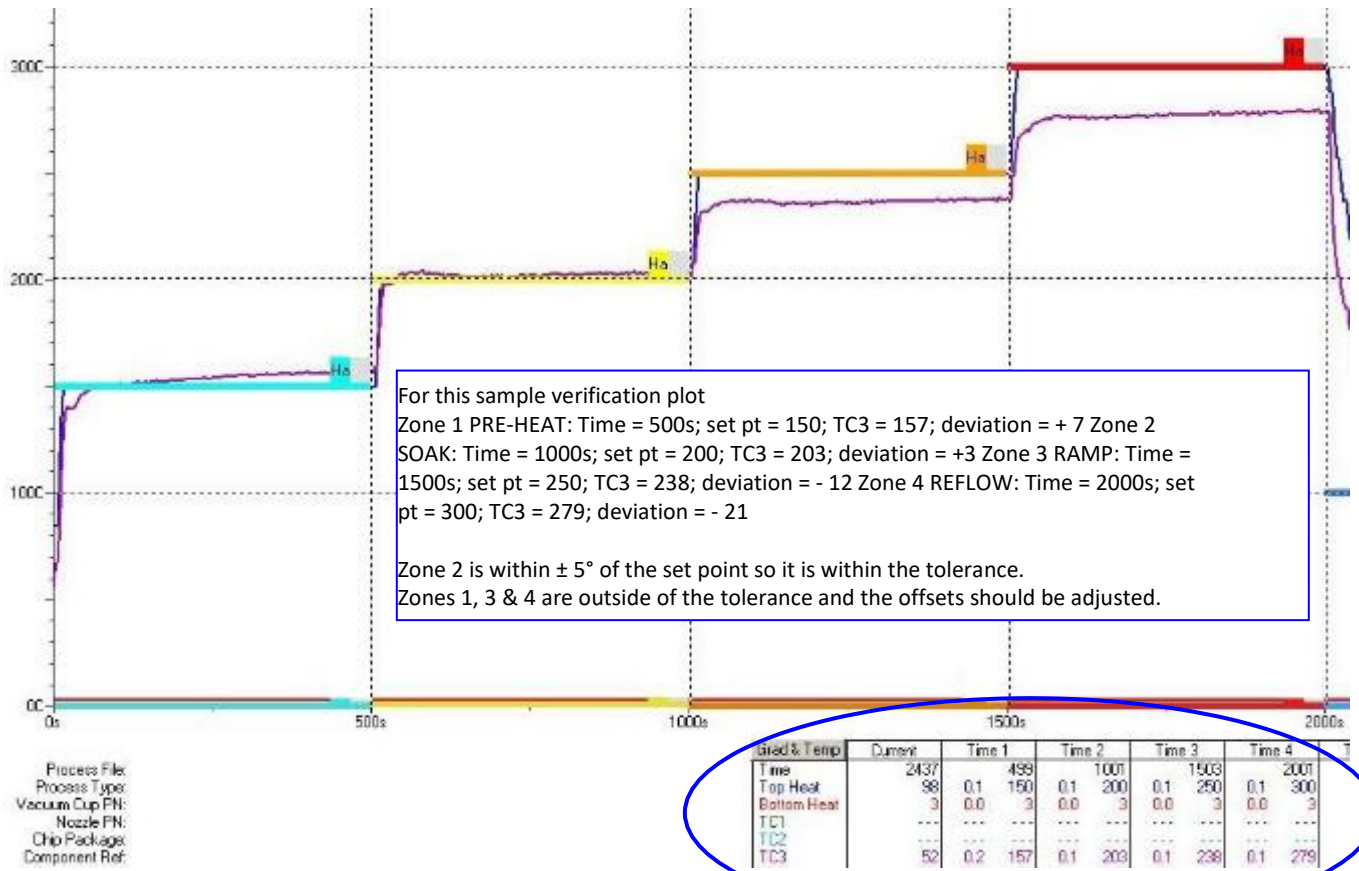 300C
Ha
Ha
200C
Ha
Ha
For this sample verification plot
Zone 1 PRE-HEAT: Time = 500s; set pt = 150; TC3 = 157; deviation = + 7 Zone 2
SOAK: Time = 1000s; set pt = 200; TC3 = 203; deviation = +3 Zone 3 RAMP: Time =
1500s; set pt = 250; TC3 = 238; deviation = - 12 Zone 4 REFLOW: Time = 2000s; set
pt = 300; TC3 = 279; deviation = - 21
Zone 2 is within ± 5° of the set point so it is within the tolerance.
Zones 1, 3 & 4 are outside of the tolerance and the offsets should be adjusted.
100C
0C
0s 500s 1000s 1500s 2000s
Process File:
Process Type:
Vacuum Cup PN:
Nozzle PN:
Chip Package:
Component Ref:
Grad & Temp Current Time 1 Time 2 Time 3 Time 4 T
Time 2437 499 1001 1503 2001
Top Heat 98 0.1 150 0.1 200 0.1 250 0.1 300
Bottom Heat 3 0.0 3 0.0 3 0.0 3 0.0 3
TC1 --- --- --- --- --- --- --- --- ---
TC2 --- --- --- --- --- --- --- --- ---
TC3 52 0.2 157 0.1 203 0.1 238 0.1 279